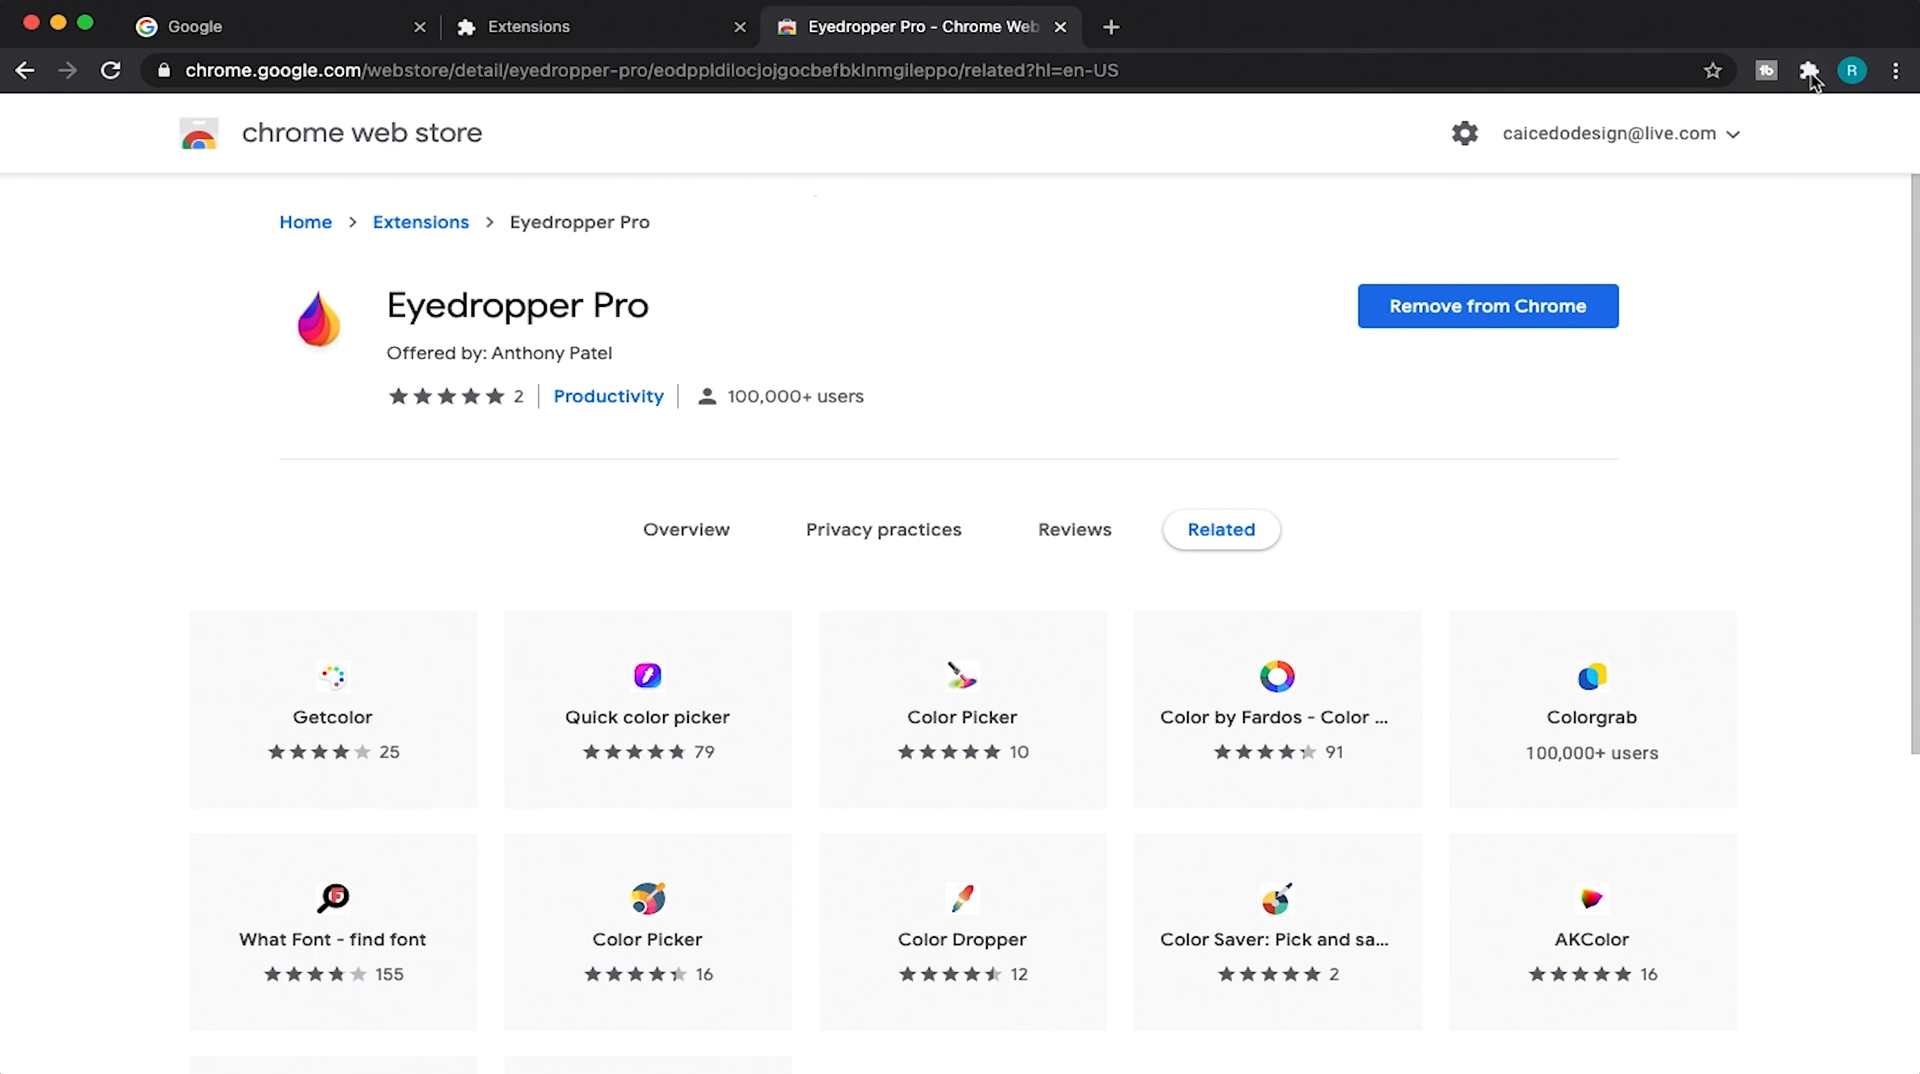 Google
Extensions
Eyedropper Pro - Chrome Web
chrome.google.com/webstore/detail/eyedropper-pro/eodppldilocjojgocbefbklnmgileppo/related?hl=en-US
tb
R
chrome web store
caicedodesign@live.com
Home > Extensions > Eyedropper Pro
Eyedropper Pro
Remove from Chrome
Offered by: Anthony Patel
2 | Productivity | 100,000+ users
Overview
Privacy practices
Reviews
Related
Getcolor
25
Quick color picker
79
Color Picker
10
Color by Fardos - Color ...
91
Colorgrab
100,000+ users
What Font - find font
155
Color Picker
16
Color Dropper
12
Color Saver: Pick and sa...
2
AKColor
16